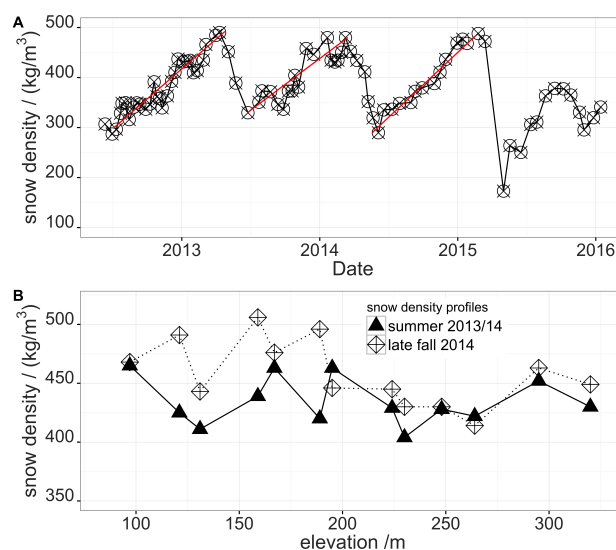 A
snow density / (kg/m³)
500
400
300
200
100
2013
2014
2015
2016
Date
B
snow density / (kg/m³)
500
450
400
350
snow density profiles
summer 2013/14
late fall 2014
100
150
200
250
300
elevation /m